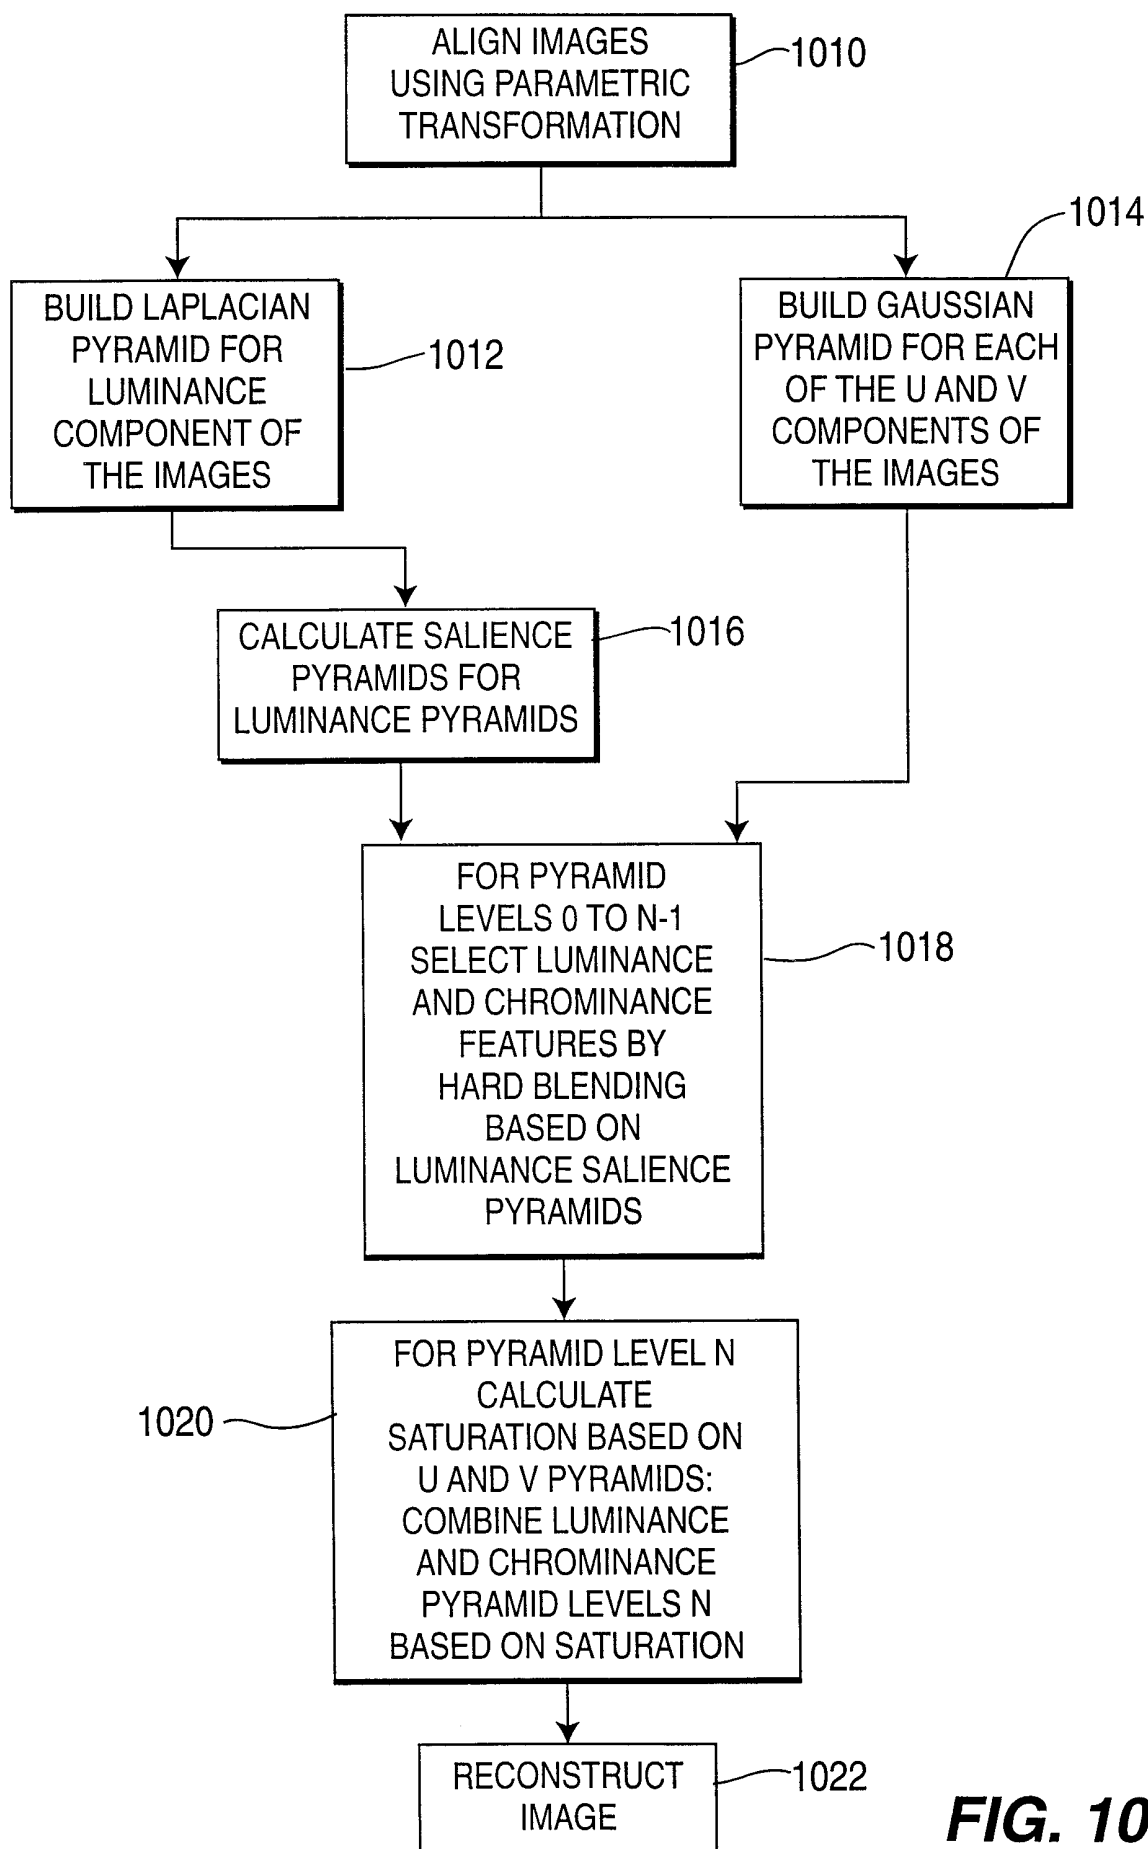 ALIGN IMAGES
USING PARAMETRIC
TRANSFORMATION
1010
1014
BUILD LAPLACIAN
PYRAMID FOR
LUMINANCE
COMPONENT OF
THE IMAGES
1012
BUILD GAUSSIAN
PYRAMID FOR EACH
OF THE U AND V
COMPONENTS OF
THE IMAGES
CALCULATE SALIENCE
PYRAMIDS FOR
LUMINANCE PYRAMIDS
1016
FOR PYRAMID
LEVELS 0 TO N-1
SELECT LUMINANCE
AND CHROMINANCE
FEATURES BY
HARD BLENDING
BASED ON
LUMINANCE SALIENCE
PYRAMIDS
1018
FOR PYRAMID LEVEL N
CALCULATE
SATURATION BASED ON
U AND V PYRAMIDS:
COMBINE LUMINANCE
AND CHROMINANCE
PYRAMID LEVELS N
BASED ON SATURATION
1020
RECONSTRUCT
IMAGE
1022
FIG. 10